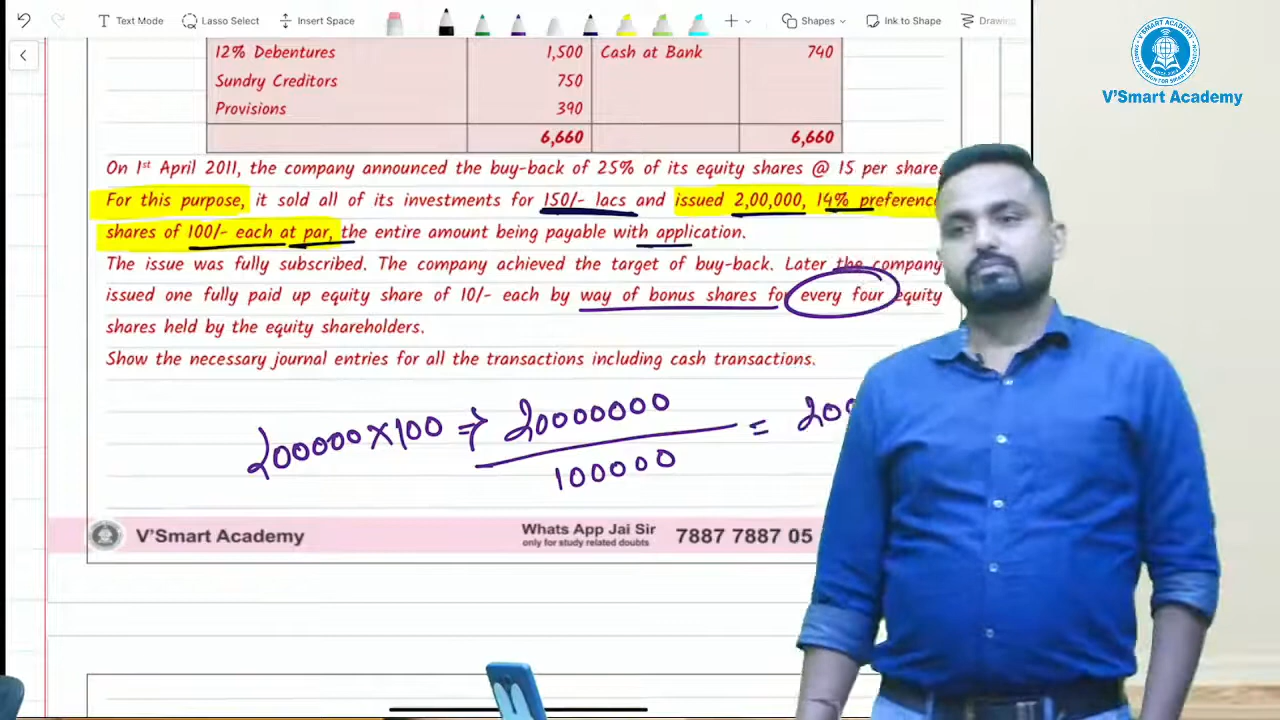 Text Mode Lasso Select Insert Space Shapes Ink to Shape Drawing
V'SMART ACADEMY
V'Smart Academy
12% Debentures 1,500 Cash at Bank 740
Sundry Creditors 750
Provisions 390
6,660 6,660
On 1st April 2011, the company announced the buy-back of 25% of its equity shares @ 15 per share.
For this purpose, it sold all of its investments for 150/- lacs and issued 2,00,000, 14% preference
shares of 100/- each at par, the entire amount being payable with application.
The issue was fully subscribed. The company achieved the target of buy-back. Later the company
issued one fully paid up equity share of 10/- each by way of bonus shares for every four equity
shares held by the equity shareholders.
Show the necessary journal entries for all the transactions including cash transactions.
200000×100 ⇒ 20000000 = 200
100000
V'Smart Academy Whats App Jai Sir 7887 7887 05
only for study related doubts